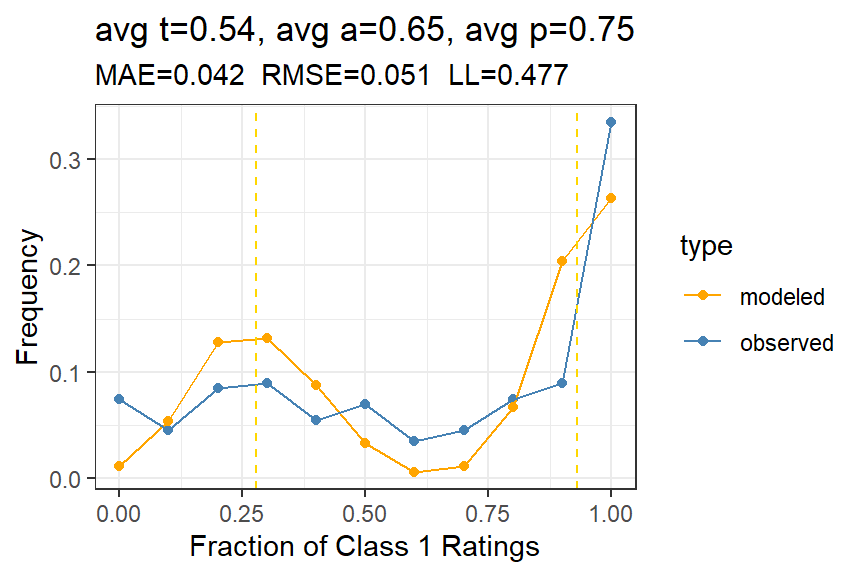 avg t=0.54, avg a=0.65, avg p=0.75
MAE=0.042  RMSE=0.051  LL=0.477
Frequency
0.3
0.2
0.1
0.0
0.00
0.25
0.50
0.75
1.00
Fraction of Class 1 Ratings
type
modeled
observed